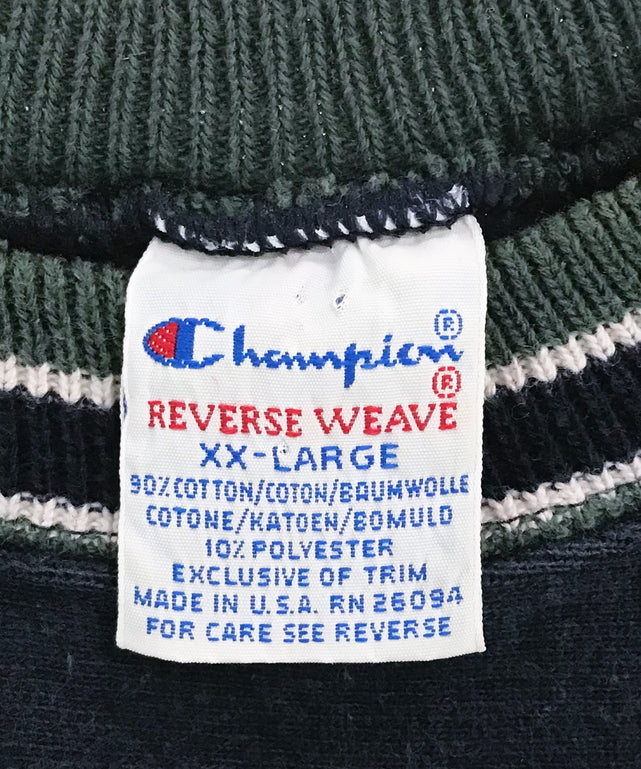 Champion®
REVERSE WEAVE®
XX-LARGE
90% COTTON/COTON/BAUMWOLLE
COTONE/KATOEN/BOMULD
10% POLYESTER
EXCLUSIVE OF TRIM
MADE IN U.S.A. RN 26094
FOR CARE SEE REVERSE